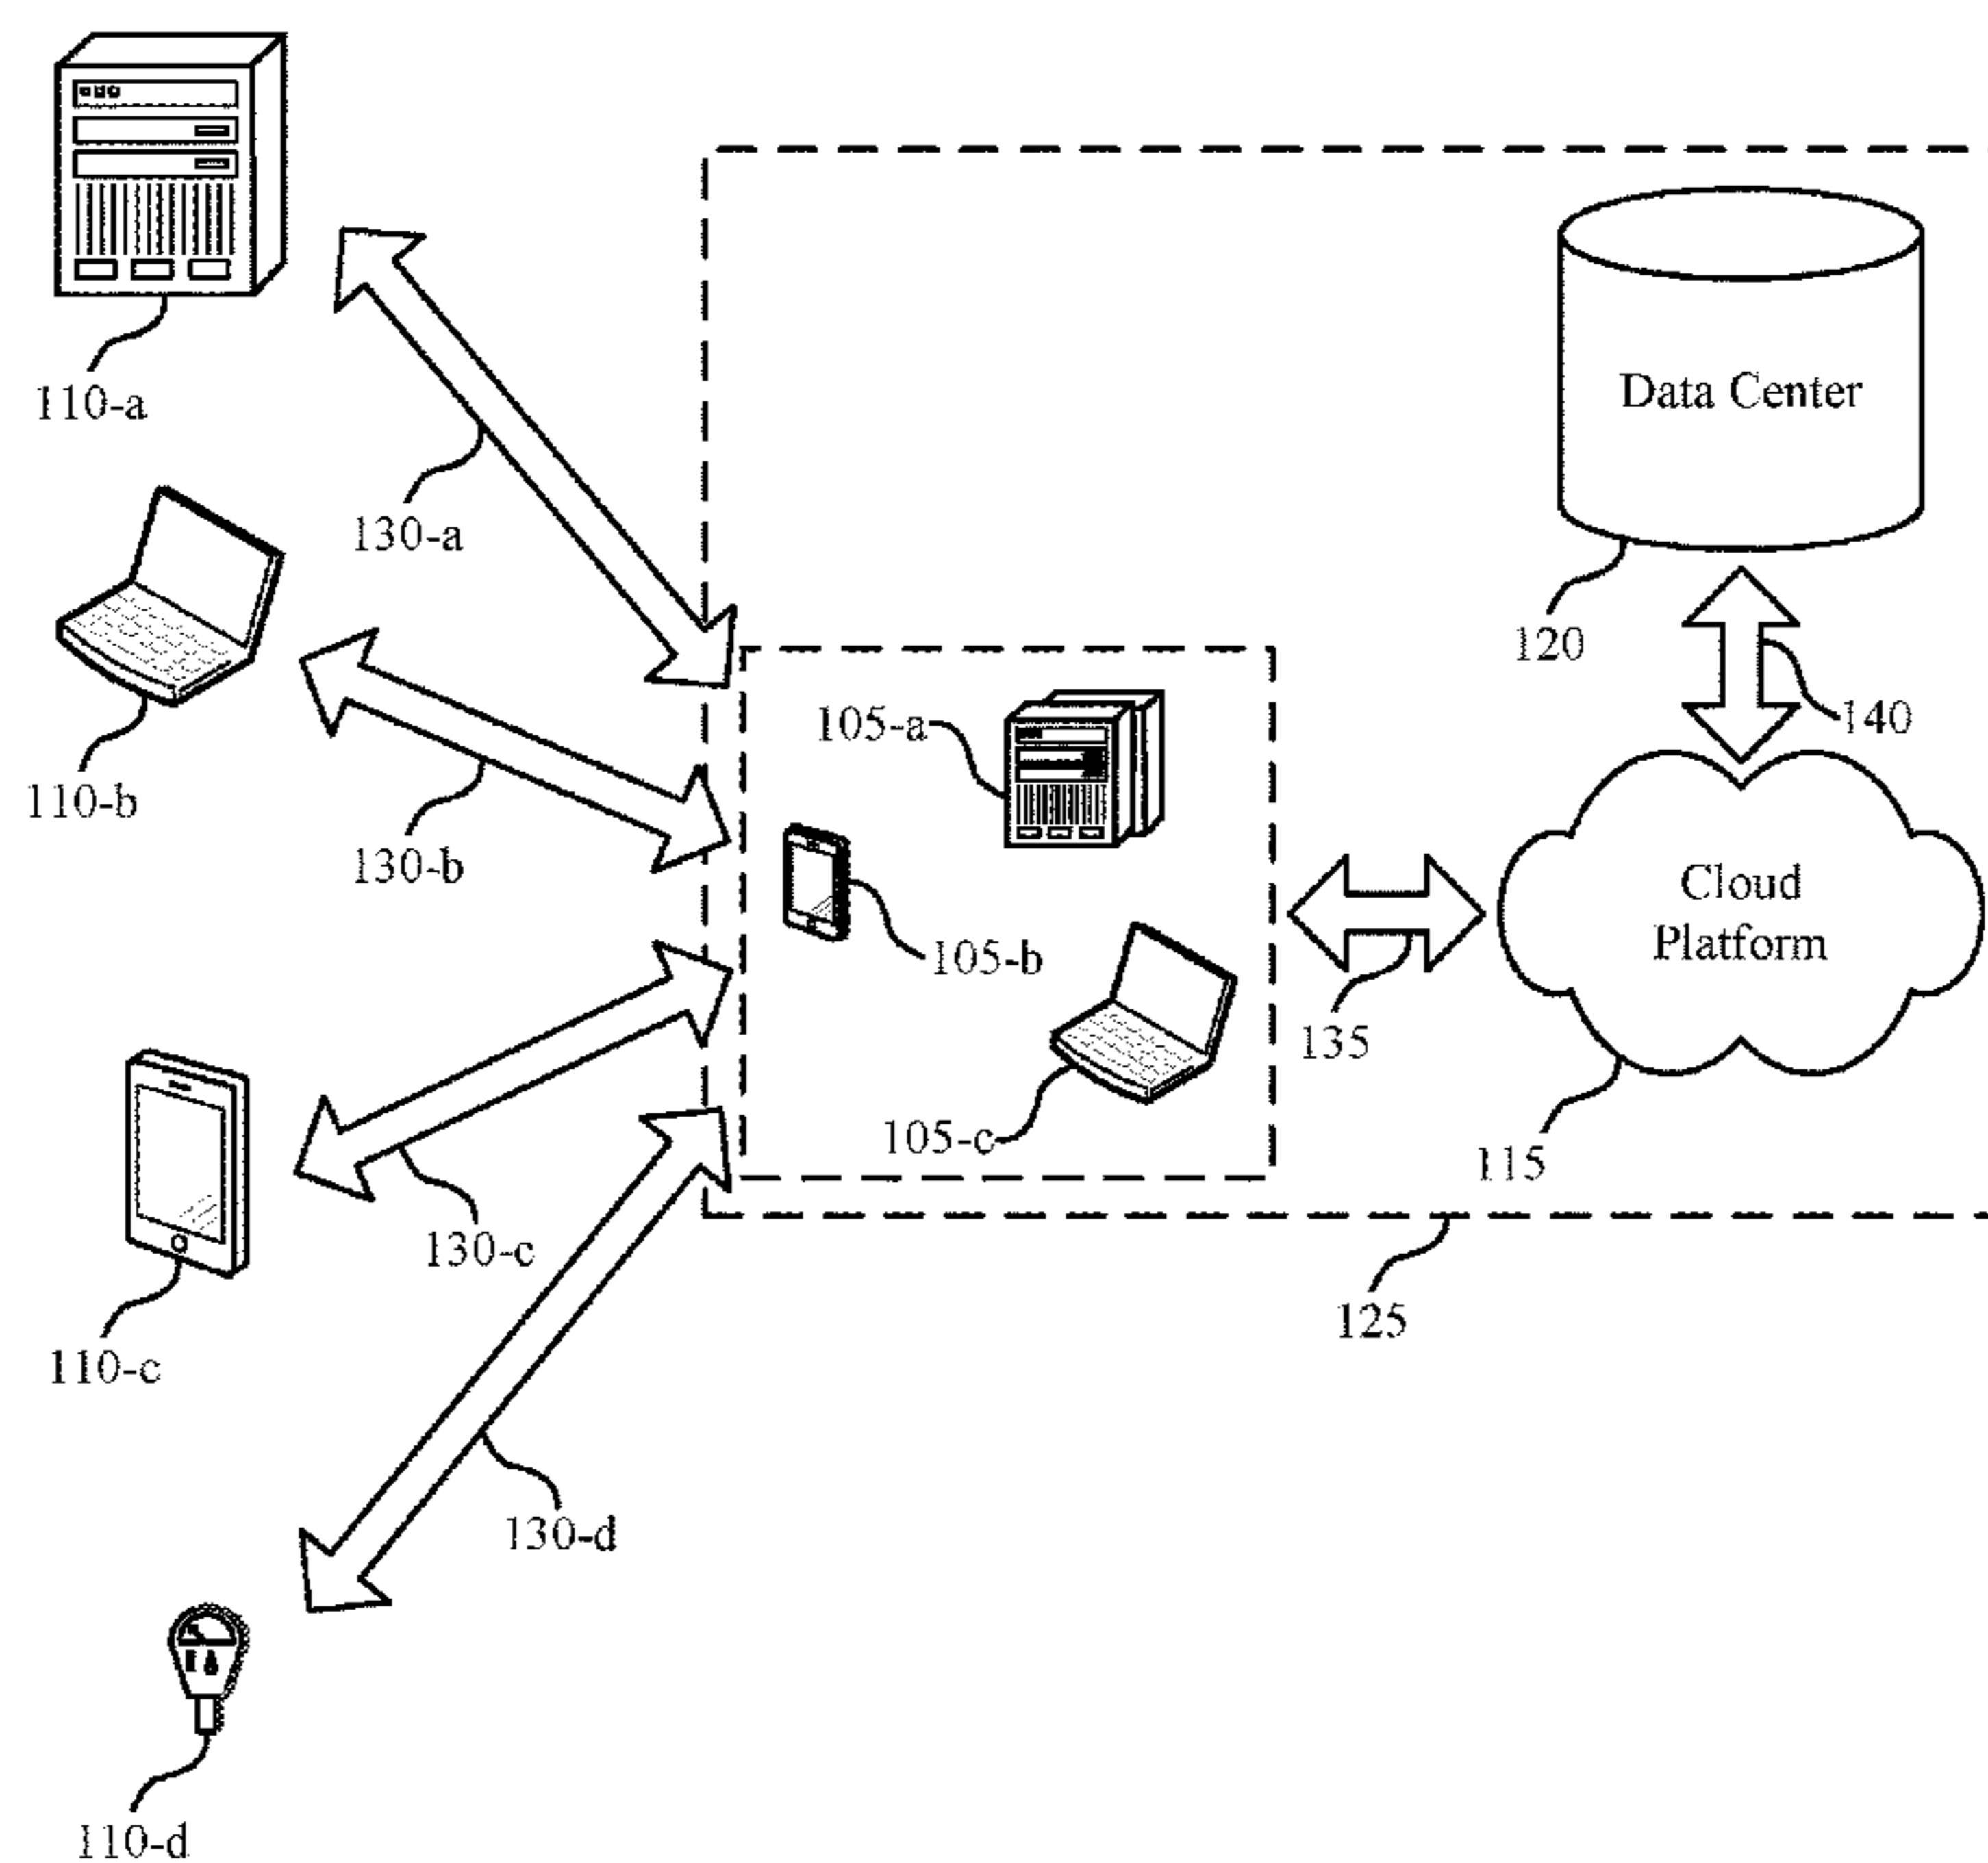 110-a
130-a
Data Center
120
140
110-b
130-b
105-a
105-b
105-c
Cloud
Platform
135
115
110-c
130-c
125
130-d
110-d